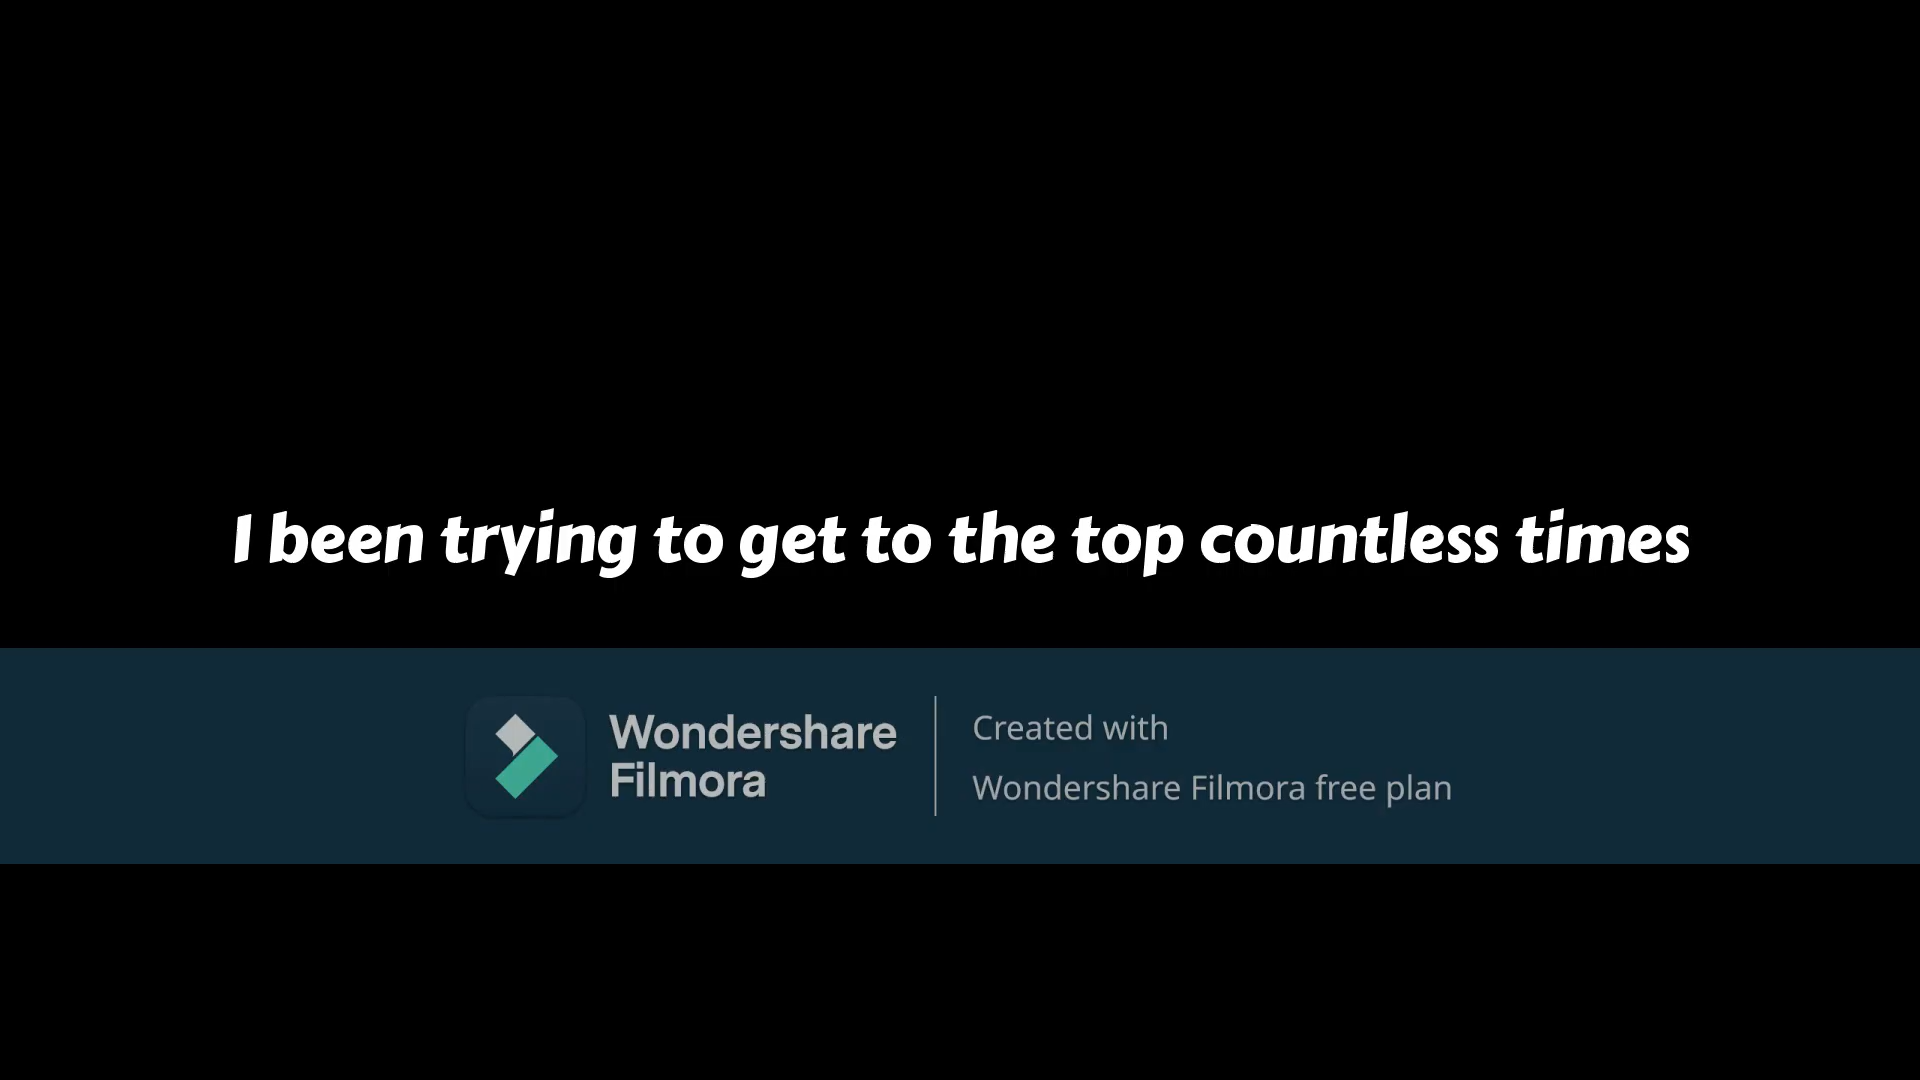 I been trying to get to the top countless times
Wondershare
Filmora
Created with
Wondershare Filmora free plan